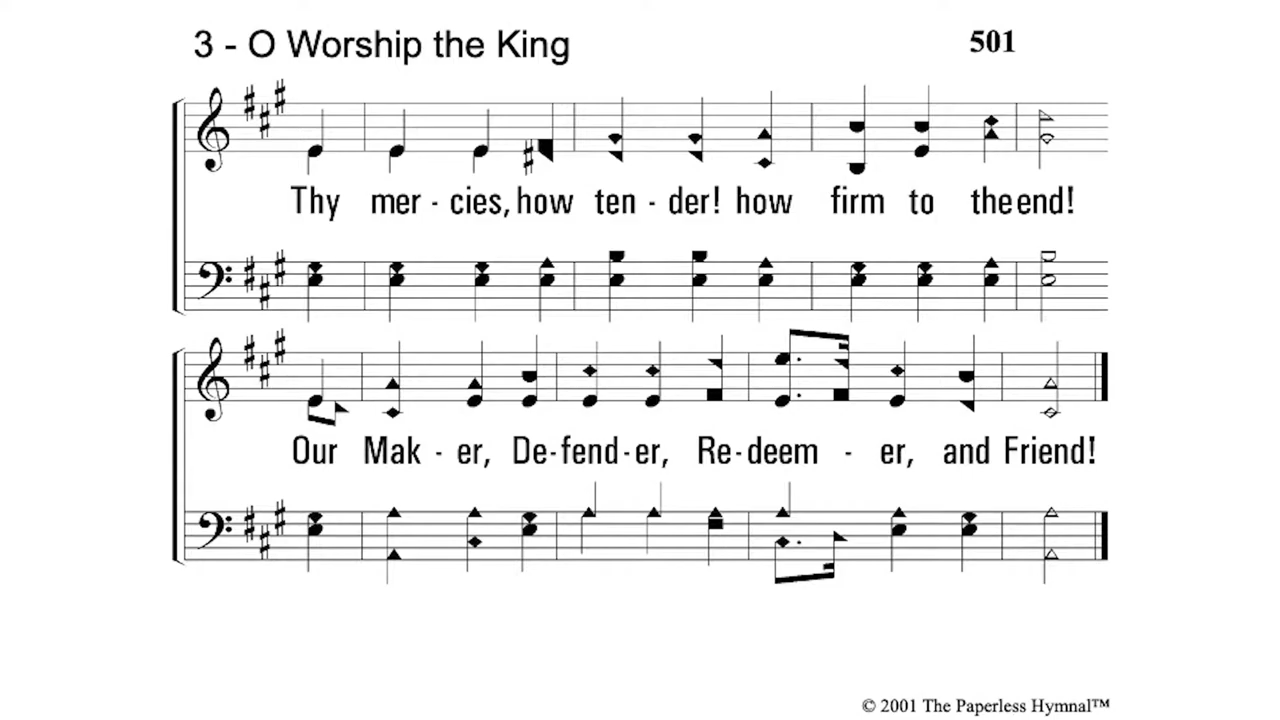 3 - O Worship the King 501
Thy mer - cies, how ten - der! how firm to the end!
Our Mak - er, De-fend-er, Re-deem - er, and Friend!
© 2001 The Paperless Hymnal™